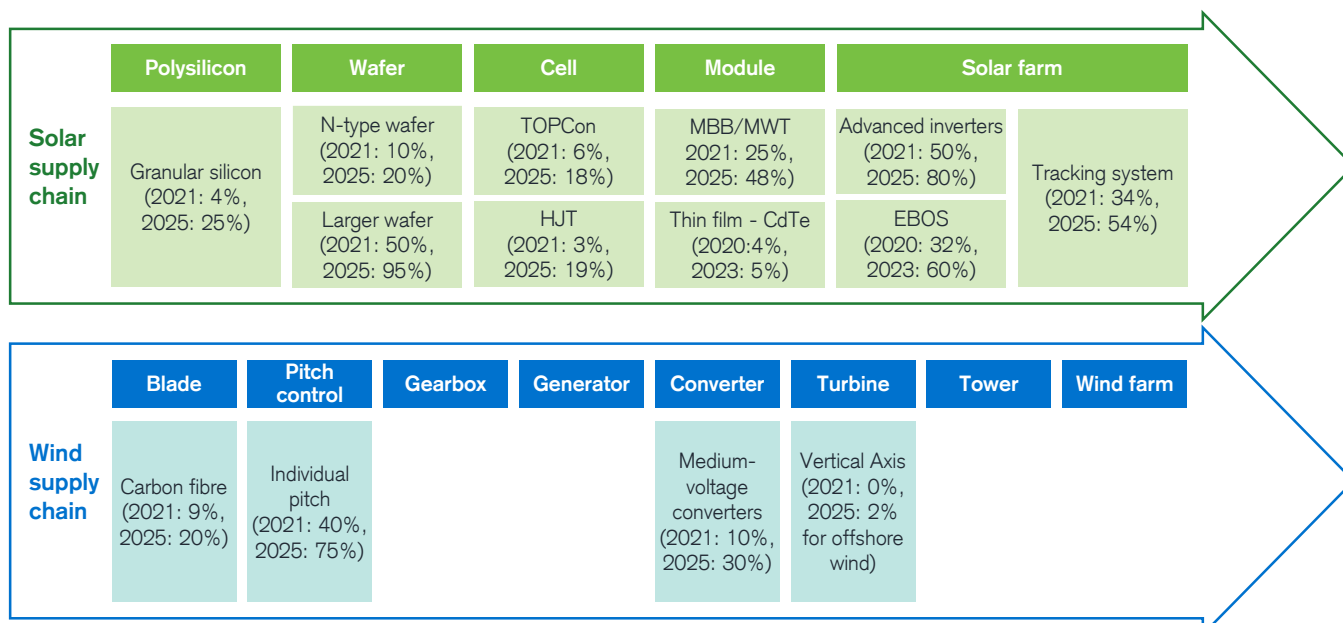 Solar
supply
chain
Polysilicon
Wafer
Cell
Module
Solar farm
Granular silicon
(2021: 4%,
2025: 25%)
N-type wafer
(2021: 10%,
2025: 20%)
Larger wafer
(2021: 50%,
2025: 95%)
TOPCon
(2021: 6%,
2025: 18%)
HJT
(2021: 3%,
2025: 19%)
MBB/MWT
2021: 25%,
2025: 48%)
Thin film - CdTe
(2020:4%,
2023: 5%)
Advanced inverters
(2021: 50%,
2025: 80%)
EBOS
(2020: 32%,
2023: 60%)
Tracking system
(2021: 34%,
2025: 54%)
Wind
supply
chain
Blade
Pitch
control
Gearbox
Generator
Converter
Turbine
Tower
Wind farm
Carbon fibre
(2021: 9%,
2025: 20%)
Individual
pitch
(2021: 40%,
2025: 75%)
Medium-
voltage
converters
(2021: 10%,
2025: 30%)
Vertical Axis
(2021: 0%,
2025: 2%
for offshore
wind)